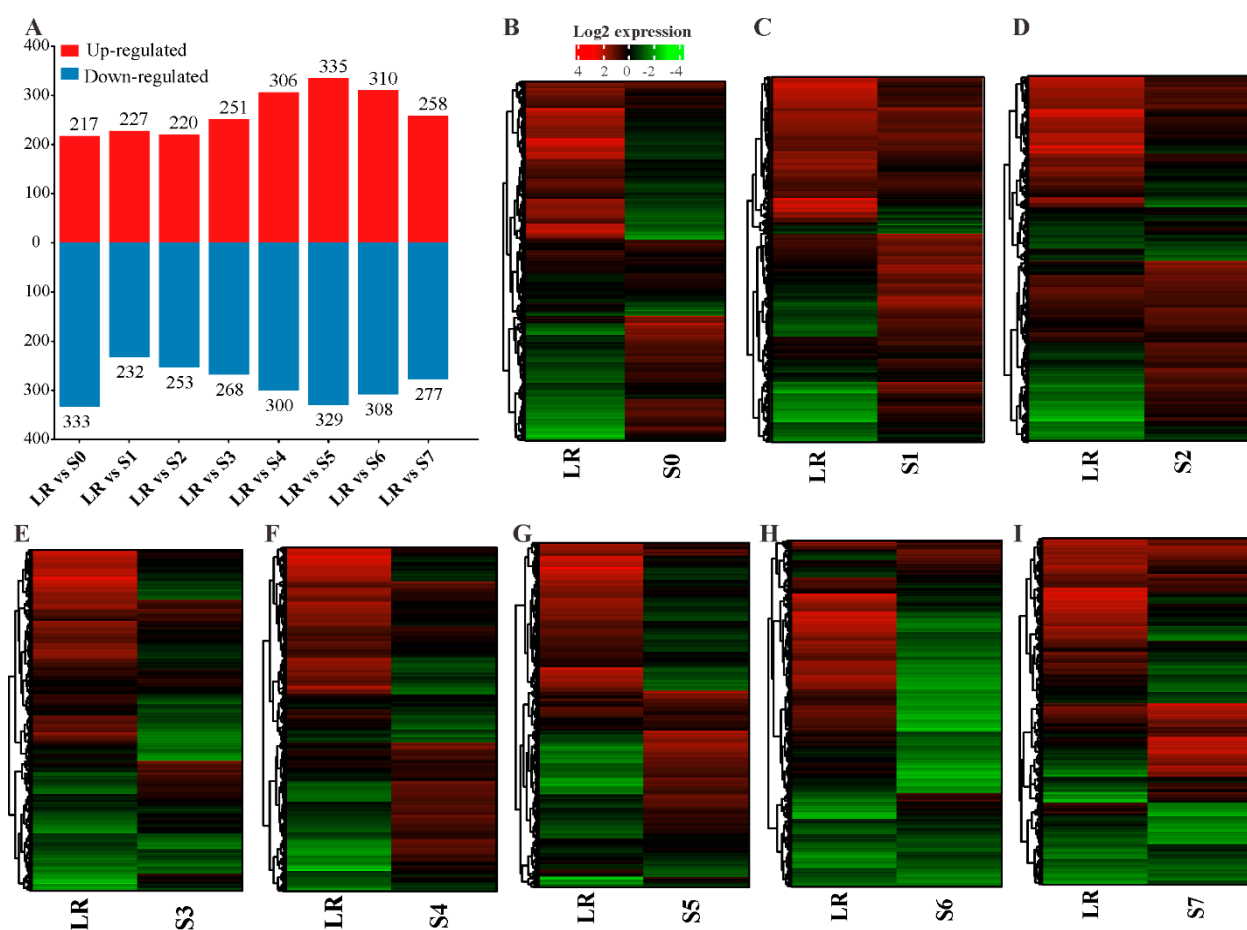 A
B
C
D
Log2 expression
4 2 0 -2 -4
Up-regulated
Down-regulated
400
300
200
100
0
100
200
300
400
217
227
220
251
306
335
310
258
333
232
253
268
300
329
308
277
LR vs S0
LR vs S1
LR vs S2
LR vs S3
LR vs S4
LR vs S5
LR vs S6
LR vs S7
LR
S0
LR
S1
LR
S2
E
F
G
H
I
LR
S3
LR
S4
LR
S5
LR
S6
LR
S7